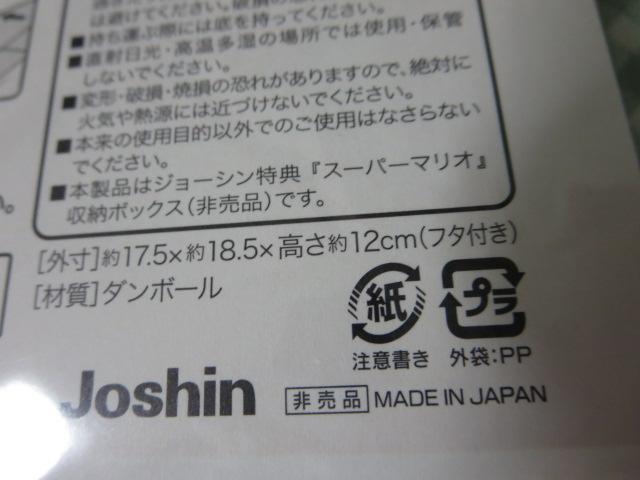 は避けてください。破損の恐
■持ち運ぶ際には底を持ってください。
■直射日光・高温多湿の場所では使用・保管
しないでください。
■変形・破損・焼損の恐れがありますので、絶対に
火気や熱源には近づけないでください。
■本来の使用目的以外でのご使用はなさらない
でください。
■本製品はジョーシン特典『スーパーマリオ』
収納ボックス(非売品)です。
ん。
[外寸]約17.5×約18.5×高さ約12cm(フタ付き)
[材質]ダンボール
紙
プラ
注意書き 外袋:PP
Joshin 非売品 MADE IN JAPAN